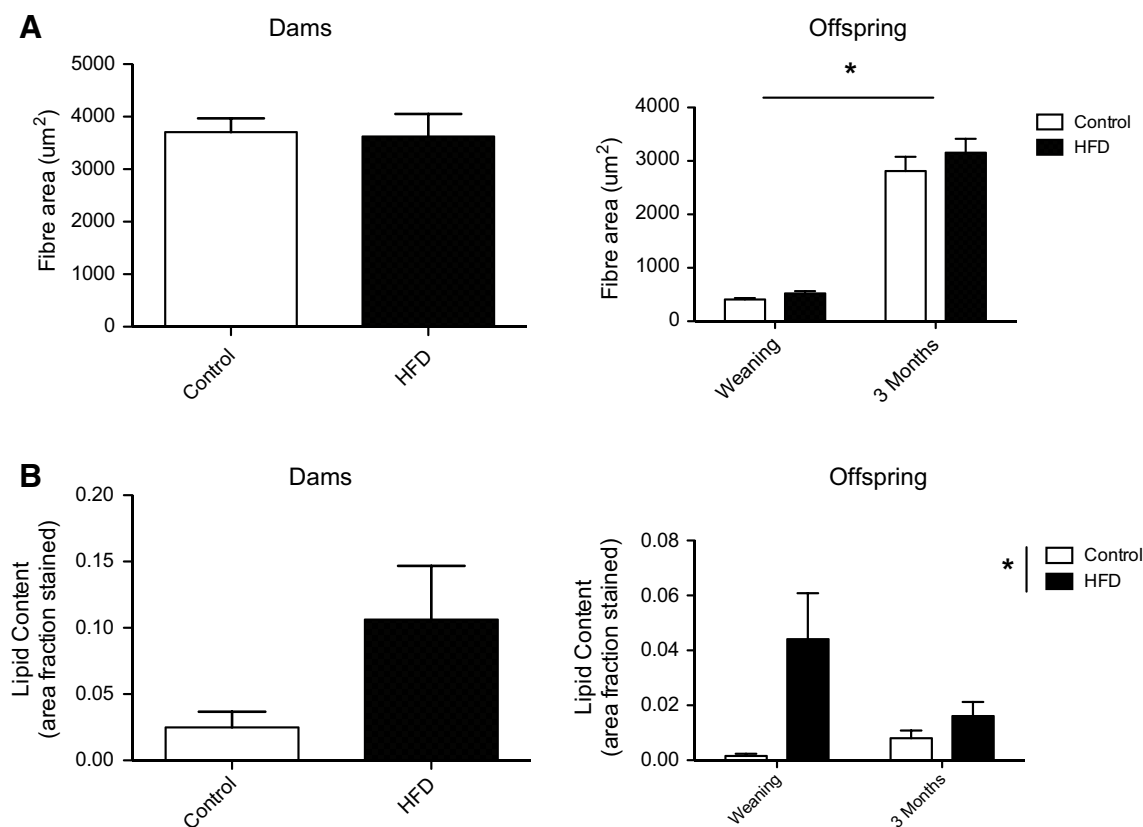 A
Dams
Fibre area (um²)
5000
4000
3000
2000
1000
0
Control
HFD
Offspring
*
Fibre area (um²)
4000
3000
2000
1000
0
Weaning
3 Months
Control
HFD
B
Dams
Lipid Content
(area fraction stained)
0.20
0.15
0.10
0.05
0.00
Control
HFD
Offspring
Lipid Content
(area fraction stained)
0.08
0.06
0.04
0.02
0.00
Weaning
3 Months
*
Control
HFD